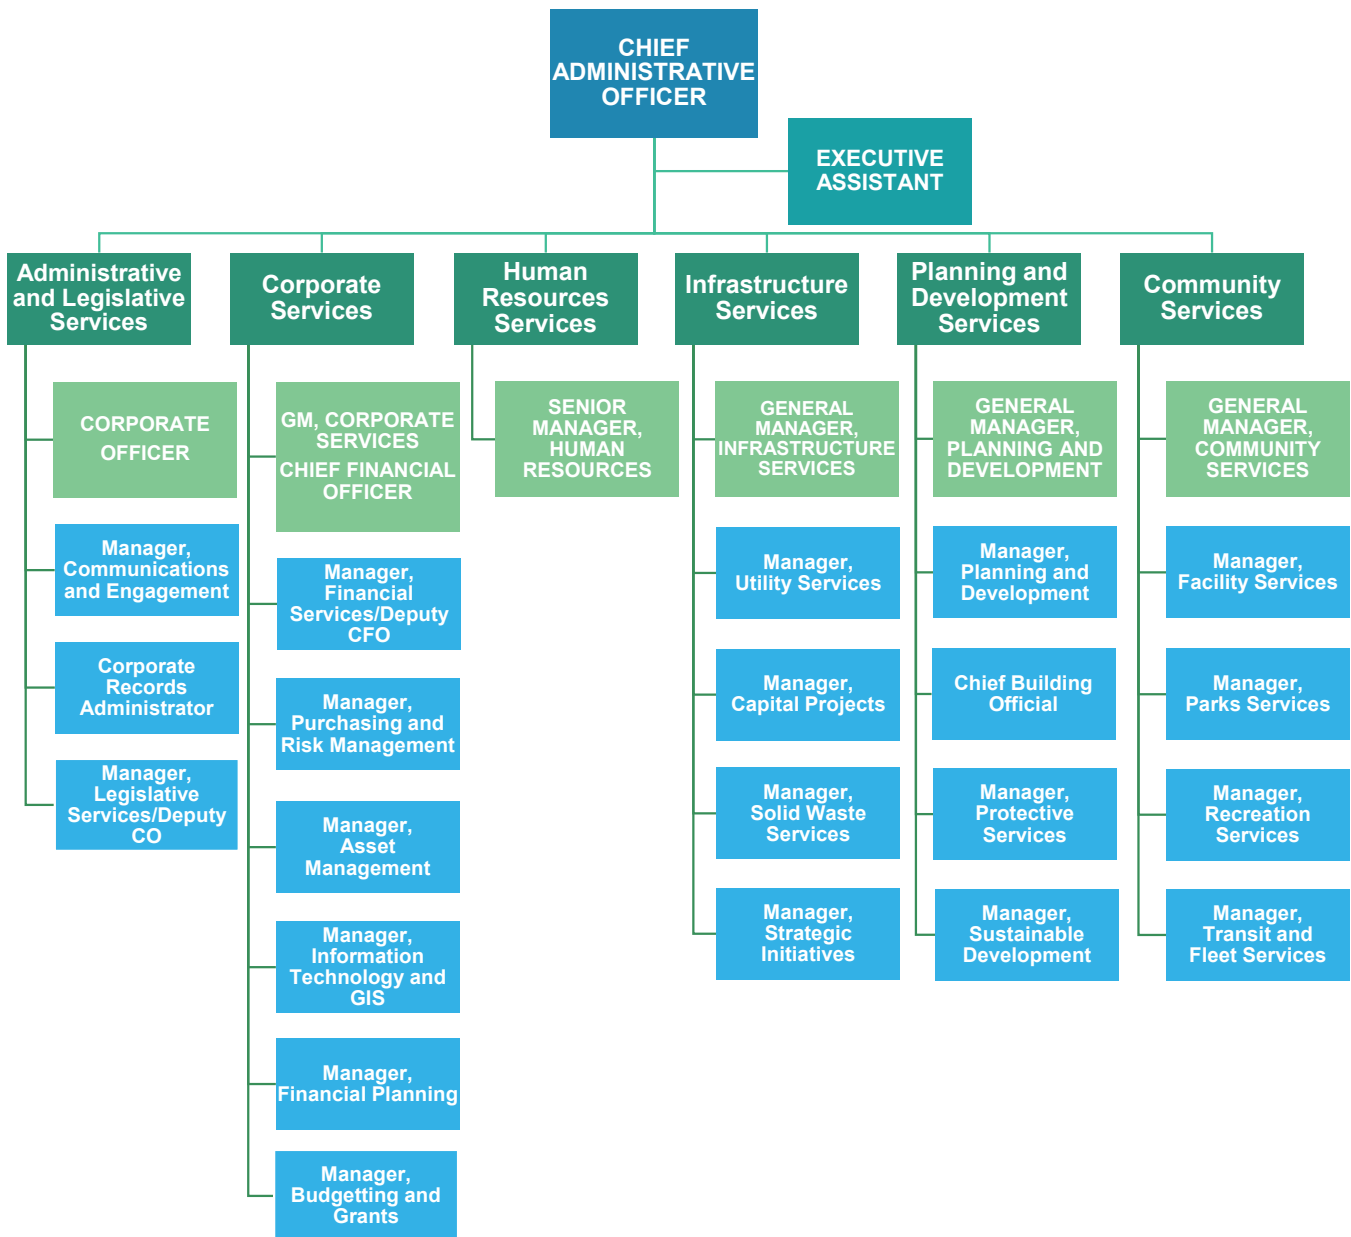 CHIEF
ADMINISTRATIVE
OFFICER
EXECUTIVE
ASSISTANT
Administrative
and Legislative
Services
CORPORATE
OFFICER
Manager,
Communications
and Engagement
Corporate
Records
Administrator
Manager,
Legislative
Services/Deputy
CO
Corporate
Services
GM, CORPORATE
SERVICES
CHIEF FINANCIAL
OFFICER
Manager,
Financial
Services/Deputy
CFO
Manager,
Purchasing and
Risk Management
Manager,
Asset
Management
Manager,
Information
Technology and
GIS
Manager,
Financial Planning
Manager,
Budgetting and
Grants
Human
Resources
Services
SENIOR
MANAGER,
HUMAN
RESOURCES
Infrastructure
Services
GENERAL
MANAGER,
INFRASTRUCTURE
SERVICES
Manager,
Utility Services
Manager,
Capital Projects
Manager,
Solid Waste
Services
Manager,
Strategic
Initiatives
Planning and
Development
Services
GENERAL
MANAGER,
PLANNING AND
DEVELOPMENT
Manager,
Planning and
Development
Chief Building
Official
Manager,
Protective
Services
Manager,
Sustainable
Development
Community
Services
GENERAL
MANAGER,
COMMUNITY
SERVICES
Manager,
Facility Services
Manager,
Parks Services
Manager,
Recreation
Services
Manager,
Transit and
Fleet Services